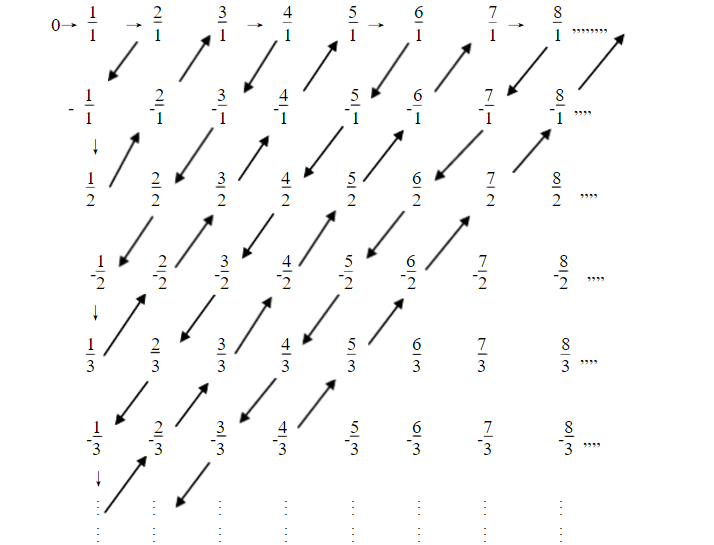 0→ 1/1 → 2/1 3/1 → 4/1 5/1 → 6/1 7/1 → 8/1 ,,,,,,,,
- 1/1 -2/1 -3/1 -4/1 -5/1 -6/1 -7/1 -8/1 ,,,,
↓
1/2 2/2 3/2 4/2 5/2 6/2 7/2 8/2 ,,,,
-1/2 -2/2 -3/2 -4/2 -5/2 -6/2 -7/2 -8/2 ,,,,
↓
1/3 2/3 3/3 4/3 5/3 6/3 7/3 8/3 ,,,,
-1/3 -2/3 -3/3 -4/3 -5/3 -6/3 -7/3 -8/3 ,,,,
↓
⋮ ⋮ ⋮ ⋮ ⋮ ⋮ ⋮ ⋮
⋮ ⋮ ⋮ ⋮ ⋮ ⋮ ⋮ ⋮